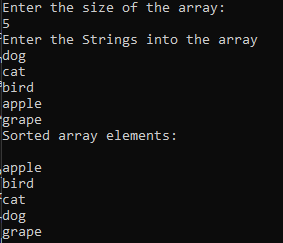 Enter the size of the array:
5
Enter the Strings into the array
dog
cat
bird
apple
grape
Sorted array elements:
apple
bird
cat
dog
grape